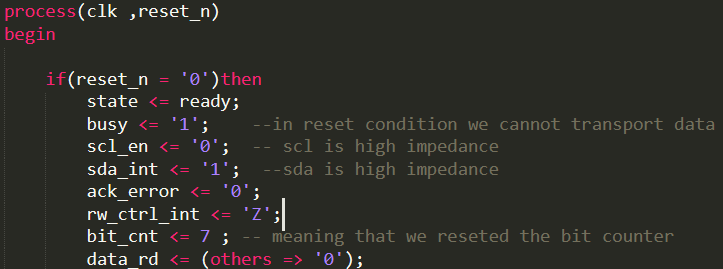 process(clk ,reset_n)
begin
if(reset_n = '0')then
state <= ready;
busy <= '1'; --in reset condition we cannot transport data
scl_en <= '0'; -- scl is high impedance
sda_int <= '1'; --sda is high impedance
ack_error <= '0';
rw_ctrl_int <= 'Z';
bit_cnt <= 7 ; -- meaning that we reseted the bit counter
data_rd <= (others => '0');